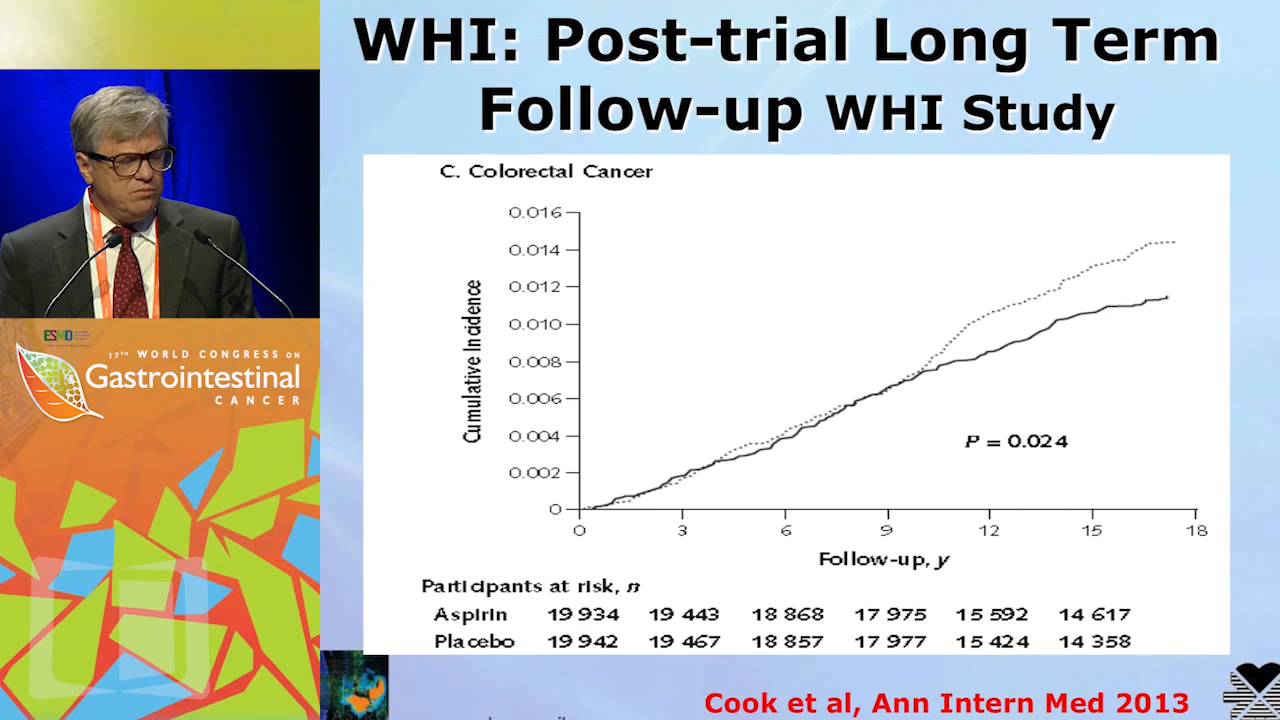 WHI: Post-trial Long Term
Follow-up WHI Study
C. Colorectal Cancer
0.016
0.014
0.012
0.010
0.008
0.006
0.004
0.002
0
Cumulative Incidence
P = 0.024
0 3 6 9 12 15 18
Follow-up, y
Participants at risk, n
Aspirin 19 934 19 443 18 868 17 975 15 592 14 617
Placebo 19 942 19 467 18 857 17 977 15 424 14 358
Cook et al, Ann Intern Med 2013
ESMO
17TH WORLD CONGRESS ON
Gastrointestinal
CANCER